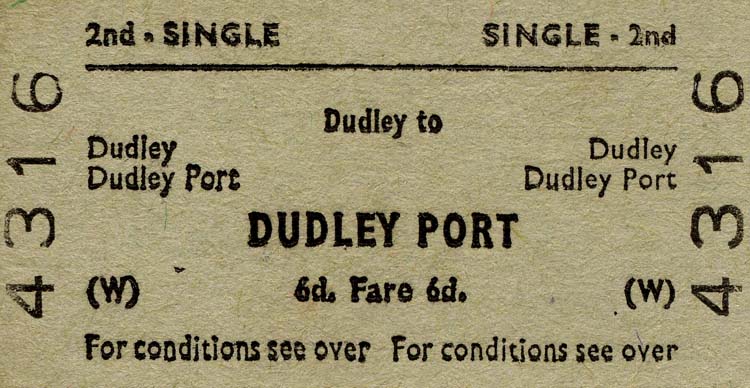 2nd - SINGLE SINGLE - 2nd
Dudley to
Dudley Dudley
Dudley Port Dudley Port
DUDLEY PORT
(W) 6d. Fare 6d. (W)
For conditions see over For conditions see over
4316
4316